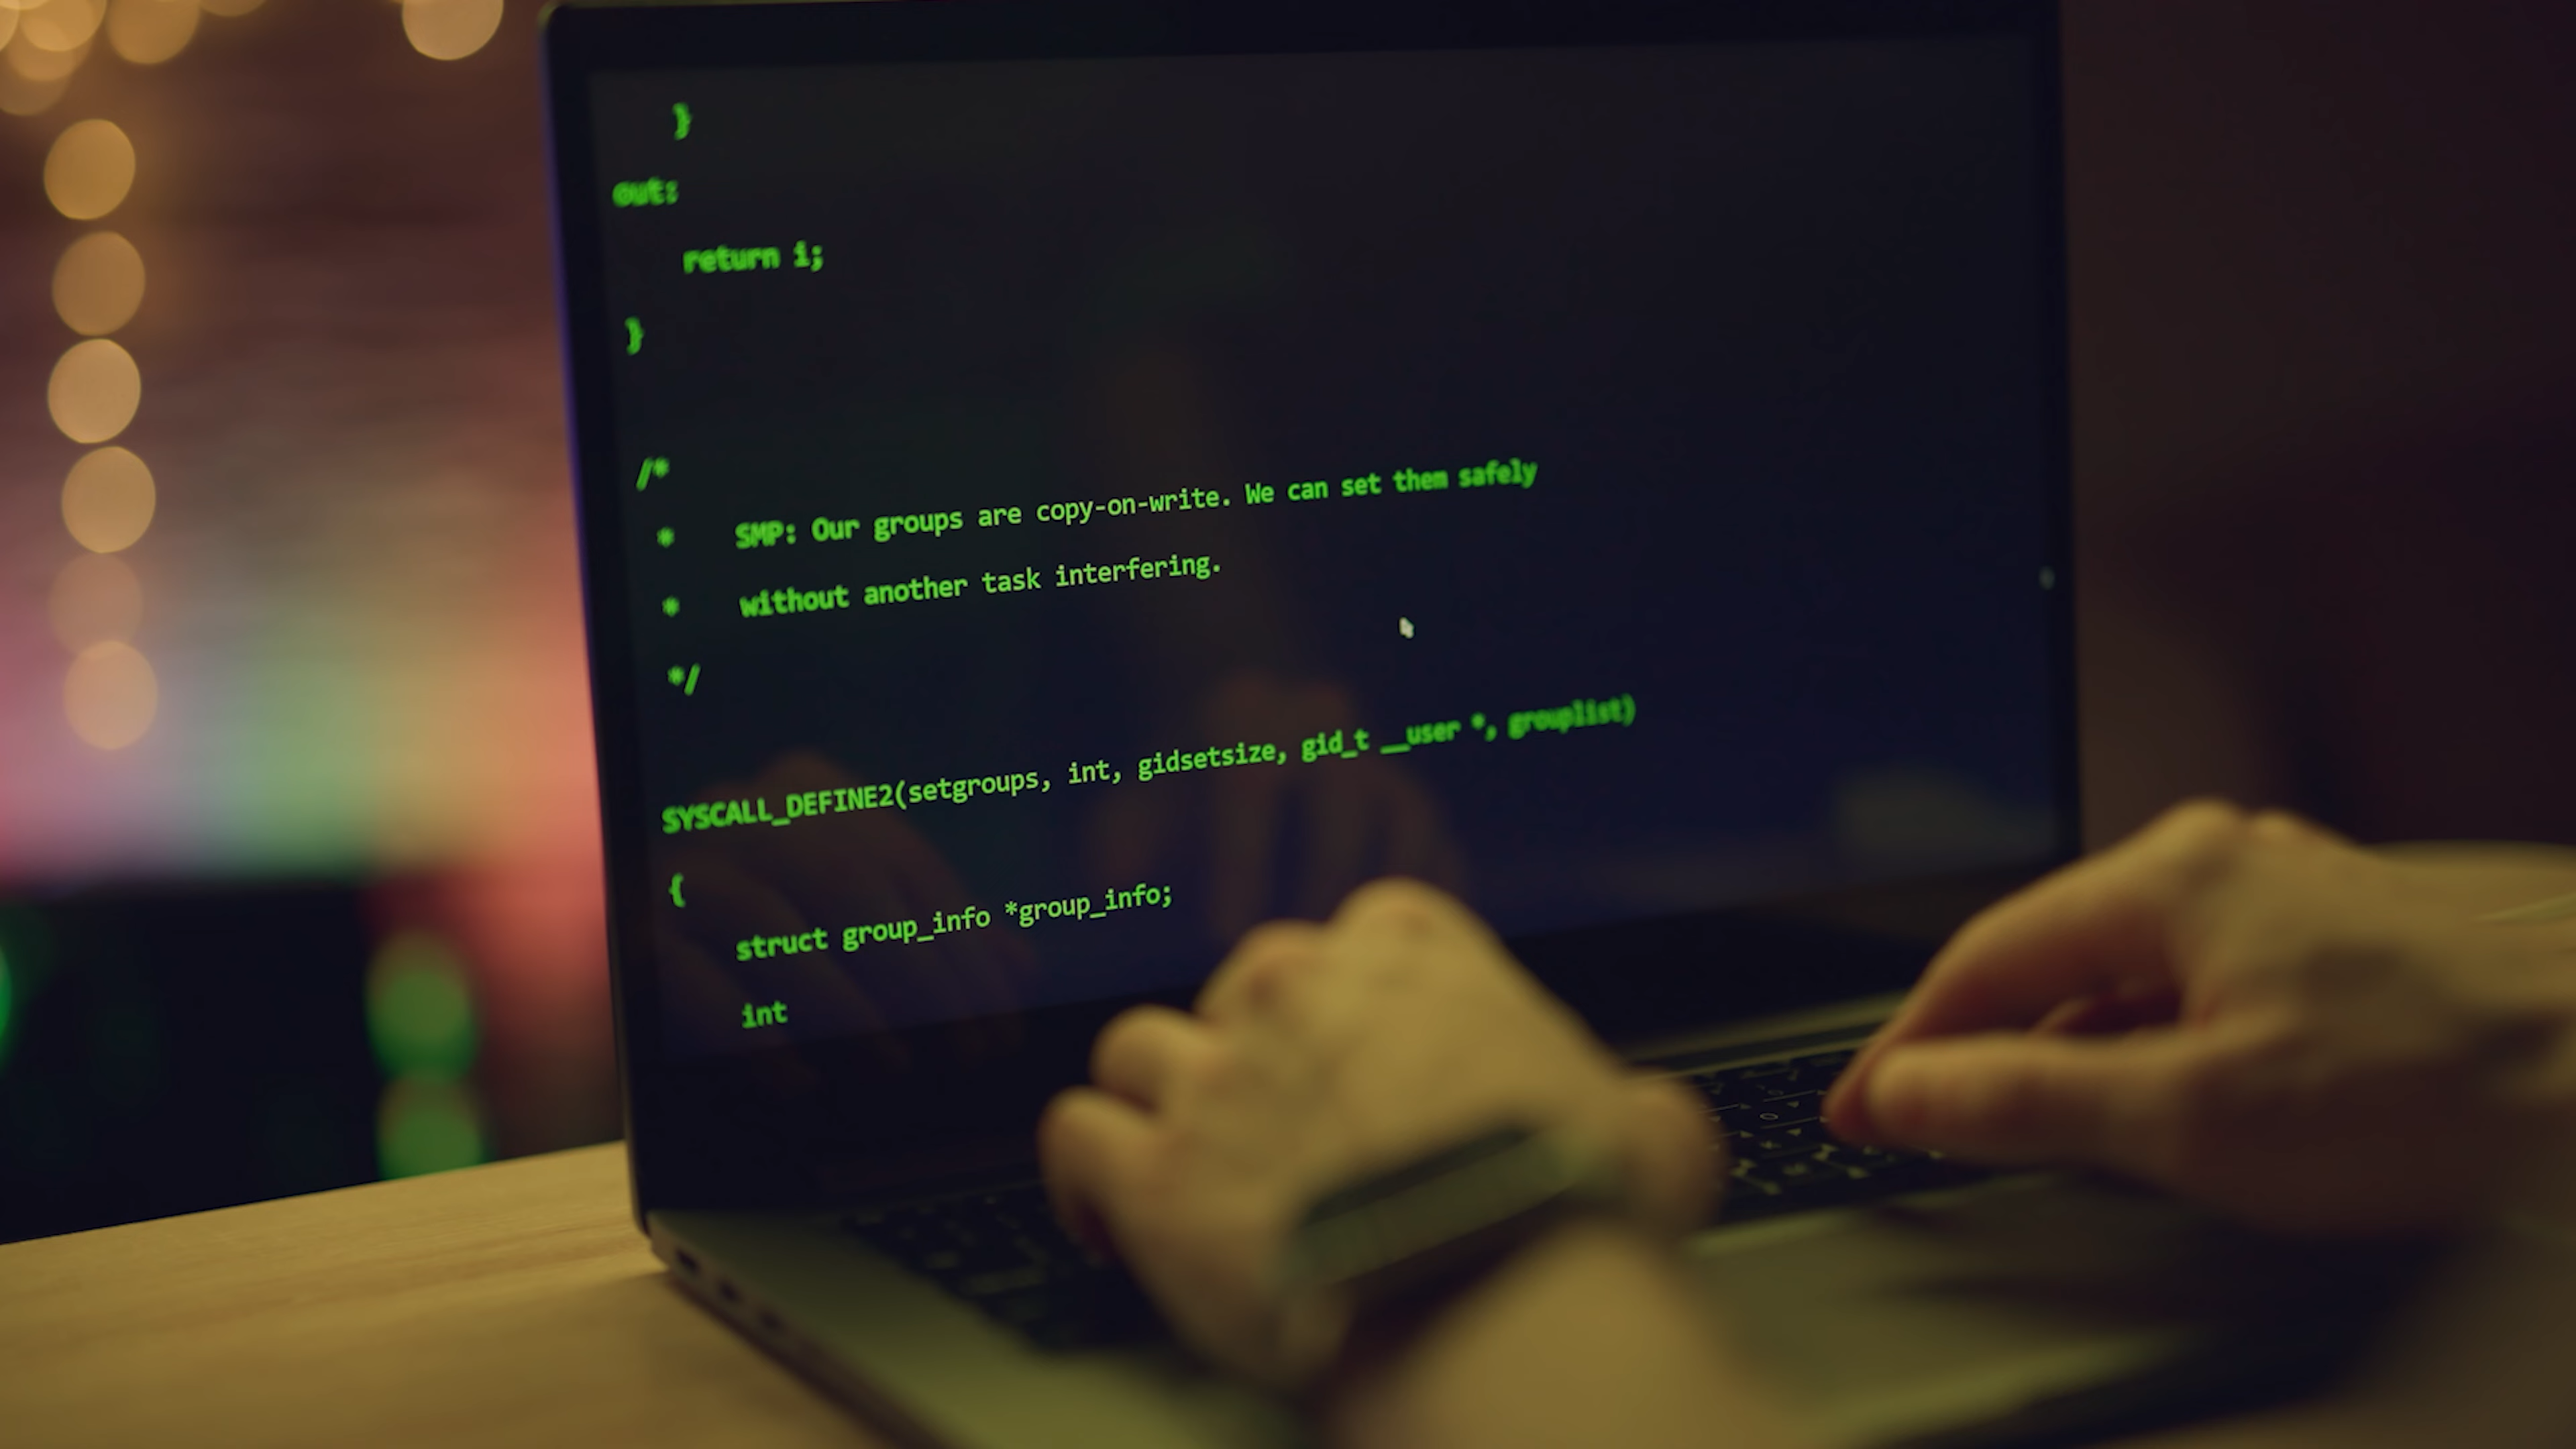 }
out:
return i;
}
/*
* SMP: Our groups are copy-on-write. We can set them safely
* without another task interfering.
*/
SYSCALL_DEFINE2(setgroups, int, gidsetsize, gid_t __user *, grouplist)
{
struct group_info *group_info;
int